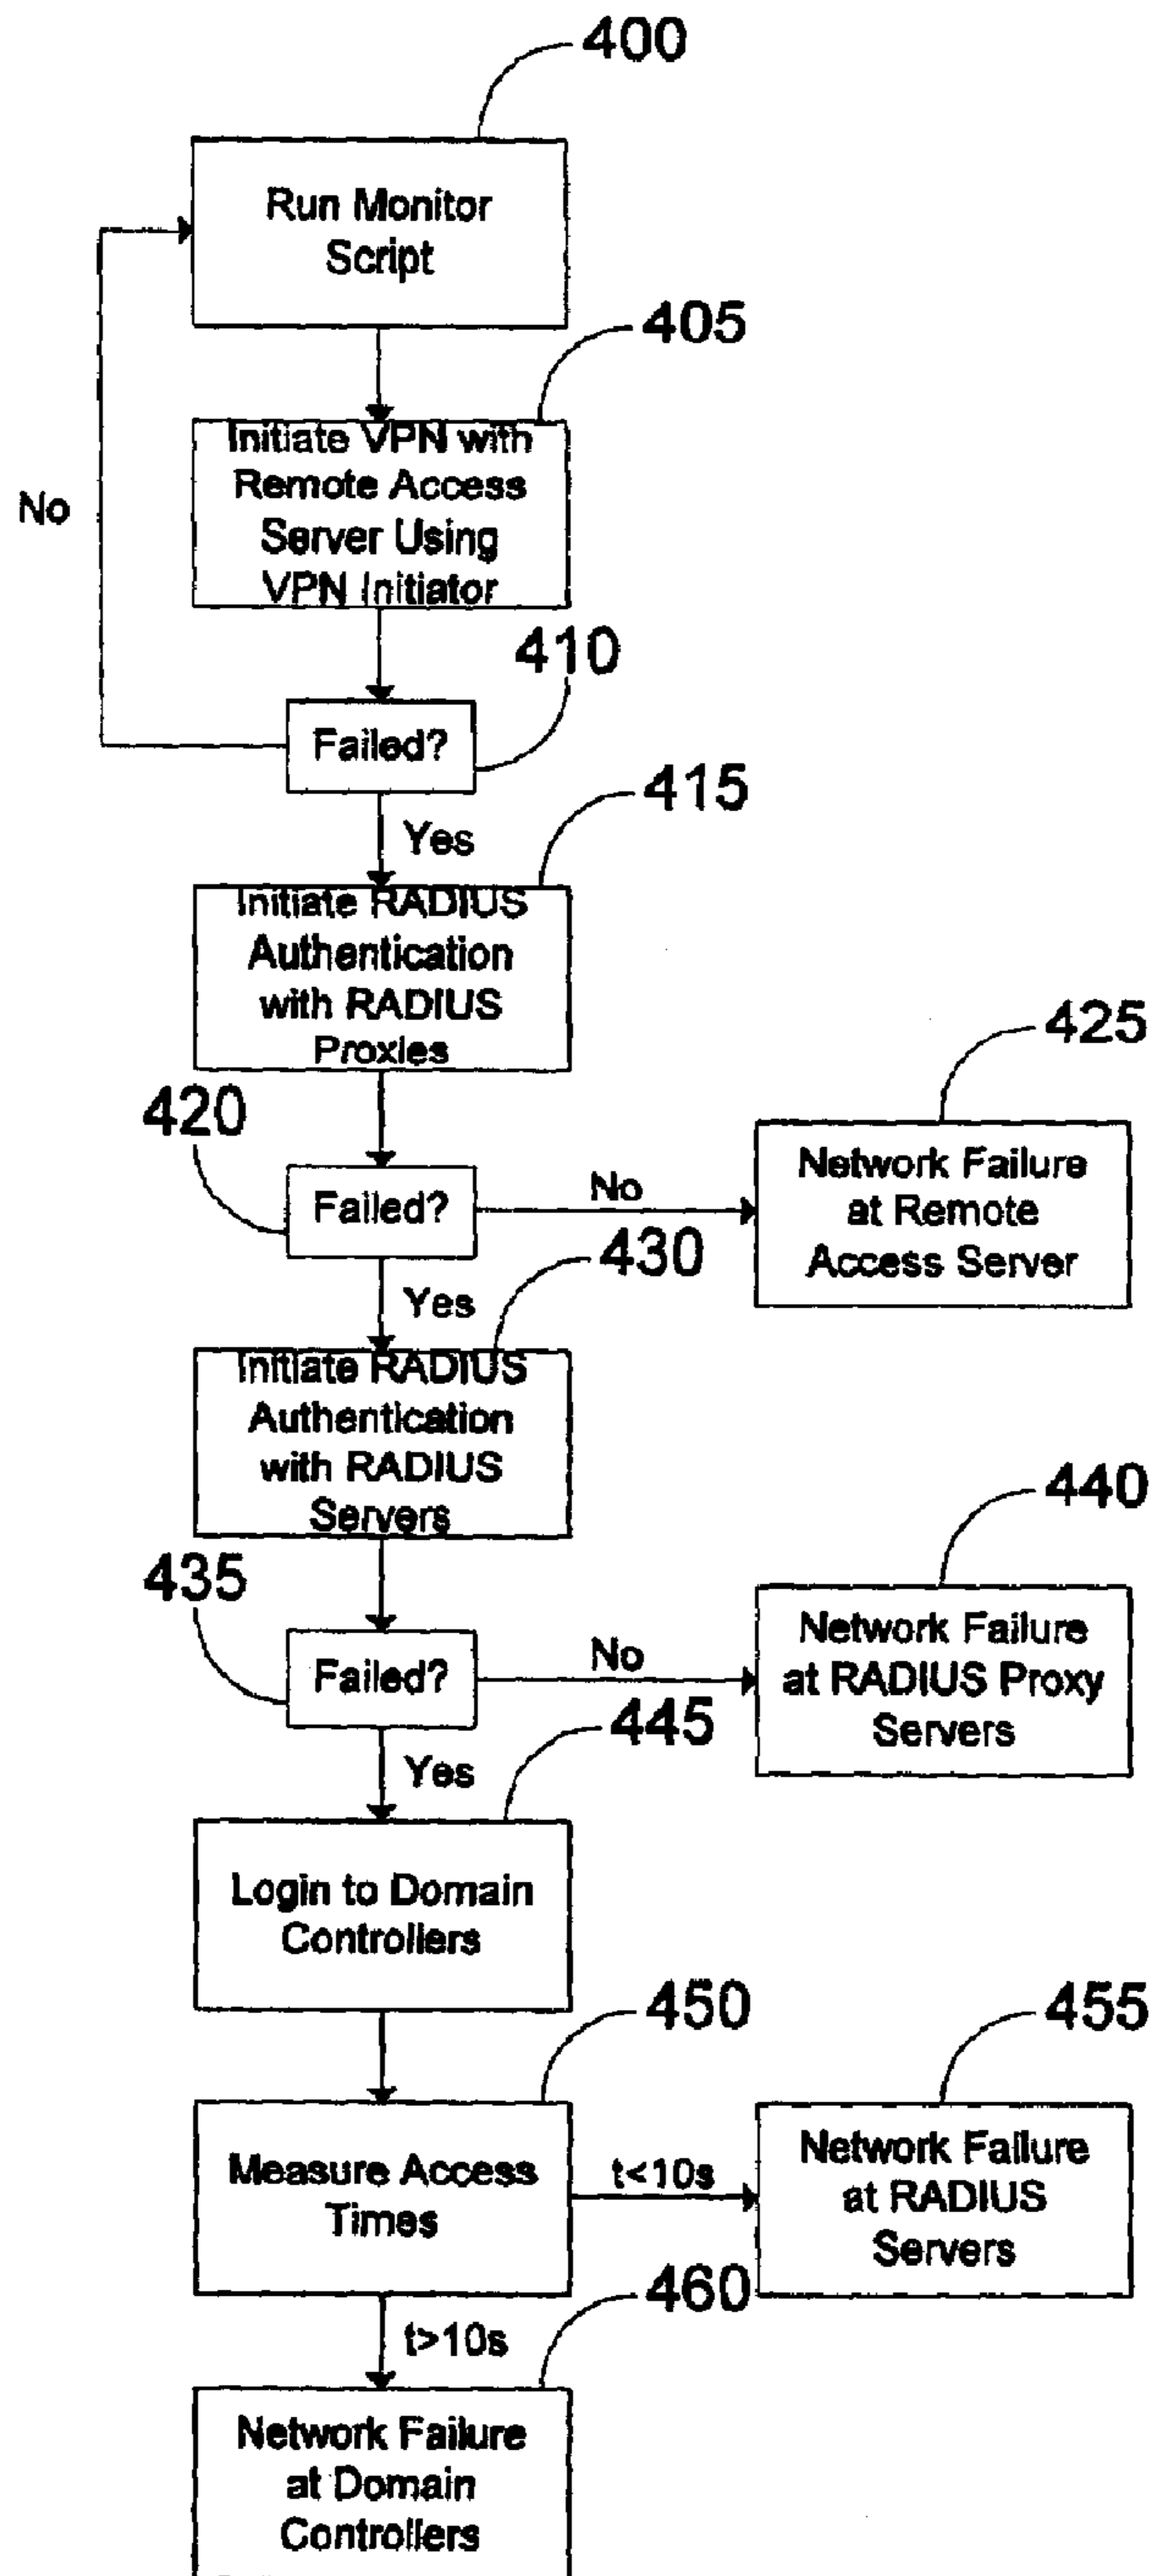 400
Run Monitor
Script
405
Initiate VPN with
Remote Access
Server Using
VPN Initiator
No
410
Failed?
415
Yes
Initiate RADIUS
Authentication
with RADIUS
Proxies
425
420
Network Failure
at Remote
Access Server
Failed?
No
430
Yes
Initiate RADIUS
Authentication
with RADIUS
Servers
440
435
Network Failure
at RADIUS Proxy
Servers
Failed?
No
445
Yes
Login to Domain
Controllers
450
455
Measure Access
Times
t<10s
Network Failure
at RADIUS
Servers
460
t>10s
Network Failure
at Domain
Controllers